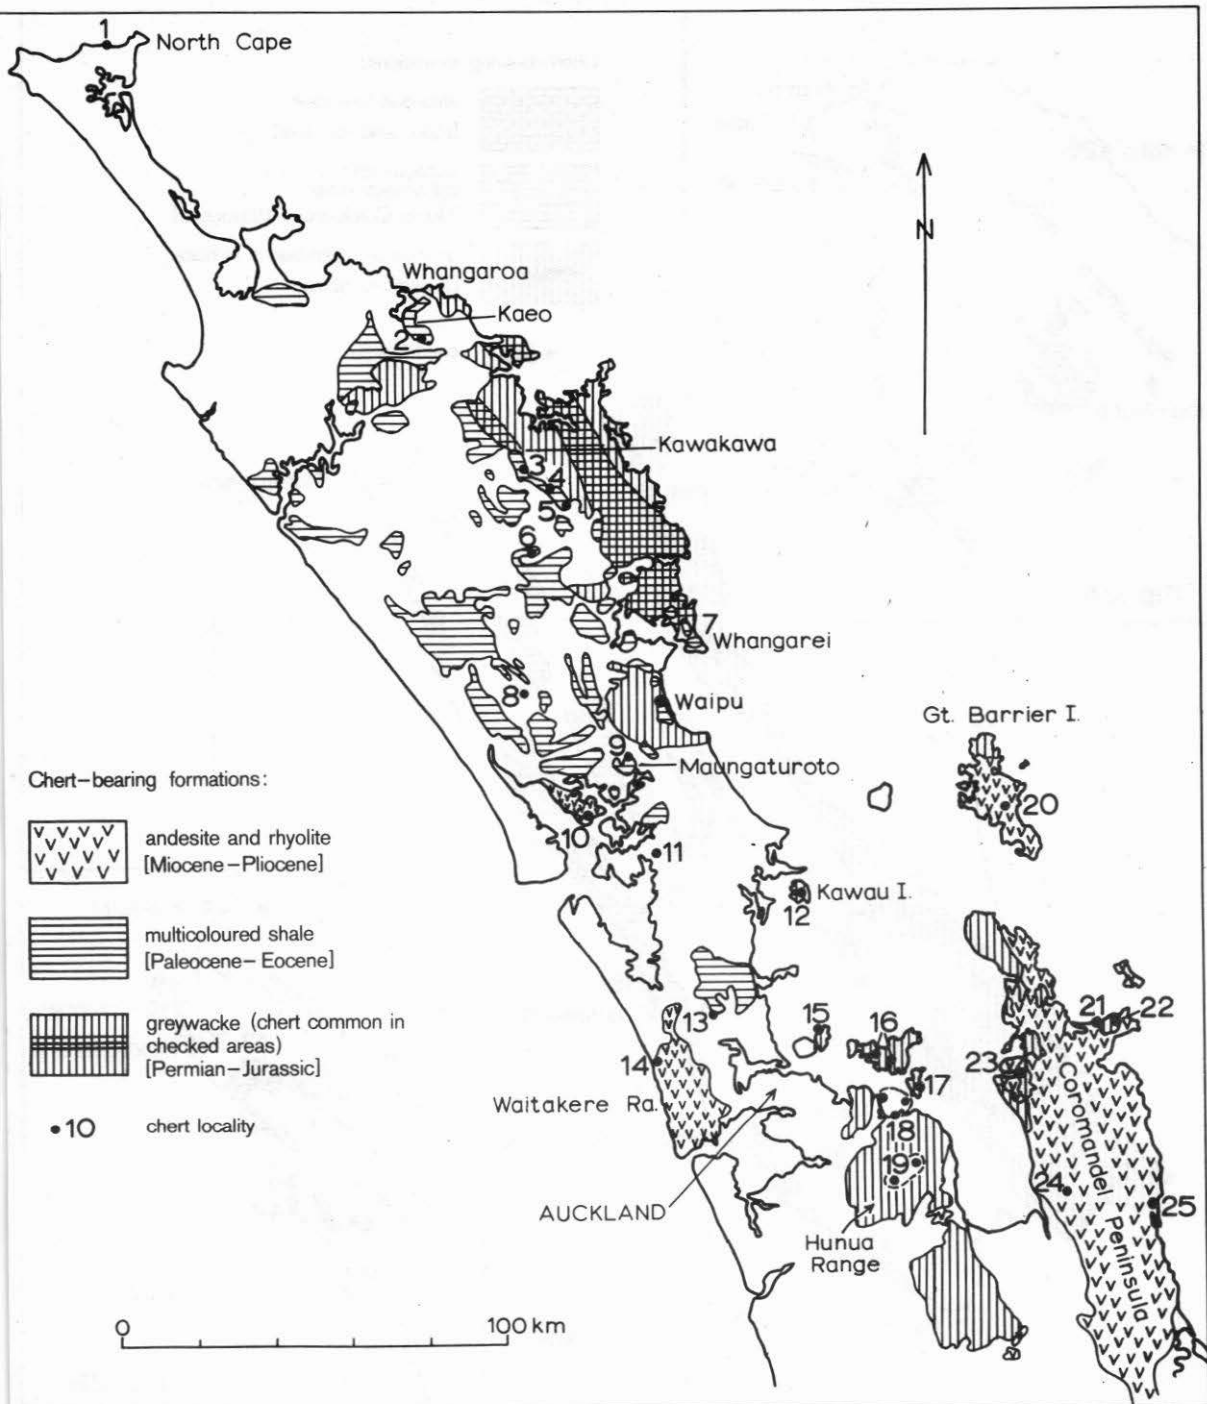 1
North Cape
N
Whangaroa
Kaeo
2
Kawakawa
3
4
5
6
7
Whangarei
8
Waipu
Gt. Barrier I.
9
Maungaturoto
20
10
11
Kawau I.
12
Chert-bearing formations:
andesite and rhyolite
[Miocene-Pliocene]
multicoloured shale
[Paleocene-Eocene]
greywacke (chert common in
checked areas)
[Permian-Jurassic]
•10 chert locality
13
14
15
16
17
18
19
21
22
23
24
25
Waitakere Ra.
AUCKLAND
Hunua
Range
Coromandel
Peninsula
0
100 km